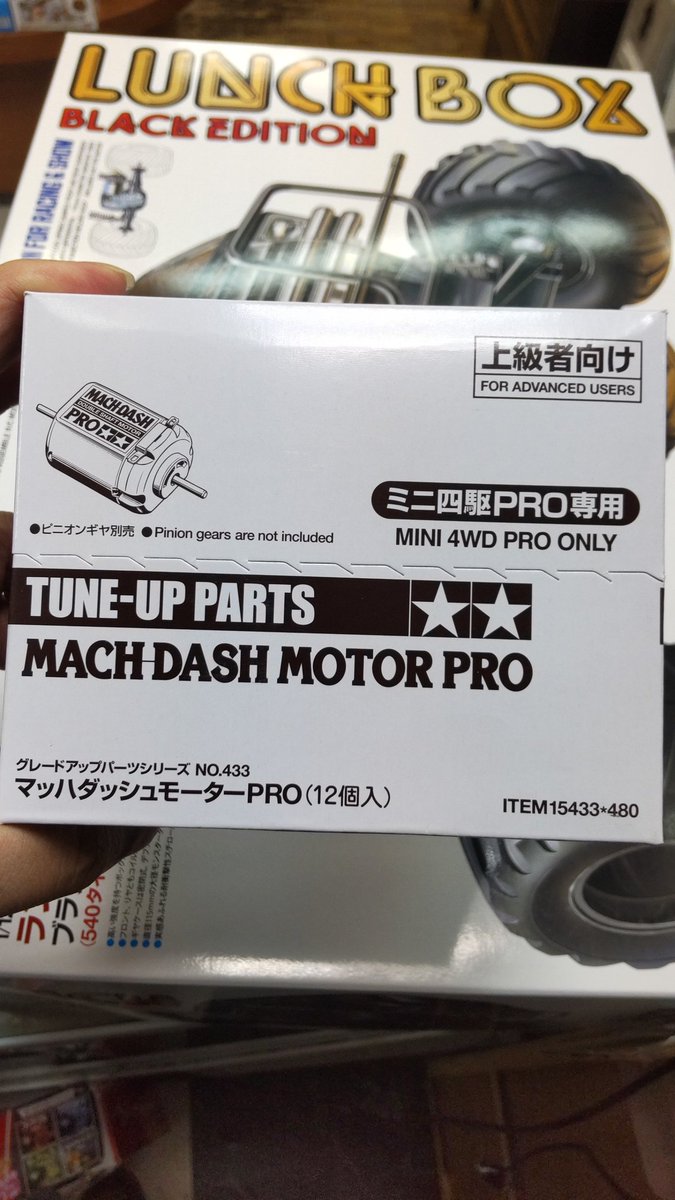 LUNCH BOX
BLACK EDITION
FOR RACING & SHOW
上級者向け
FOR ADVANCED USERS
MACH DASH
DOUBLE SHAFT MOTOR
PRO
●ピニオンギヤ別売 ●Pinion gears are not included
ミニ四駆PRO専用
MINI 4WD PRO ONLY
TUNE-UP PARTS
MACH-DASH MOTOR PRO
グレードアップパーツシリーズ NO.433
マッハダッシュモーターPRO(12個入)
ITEM15433*480